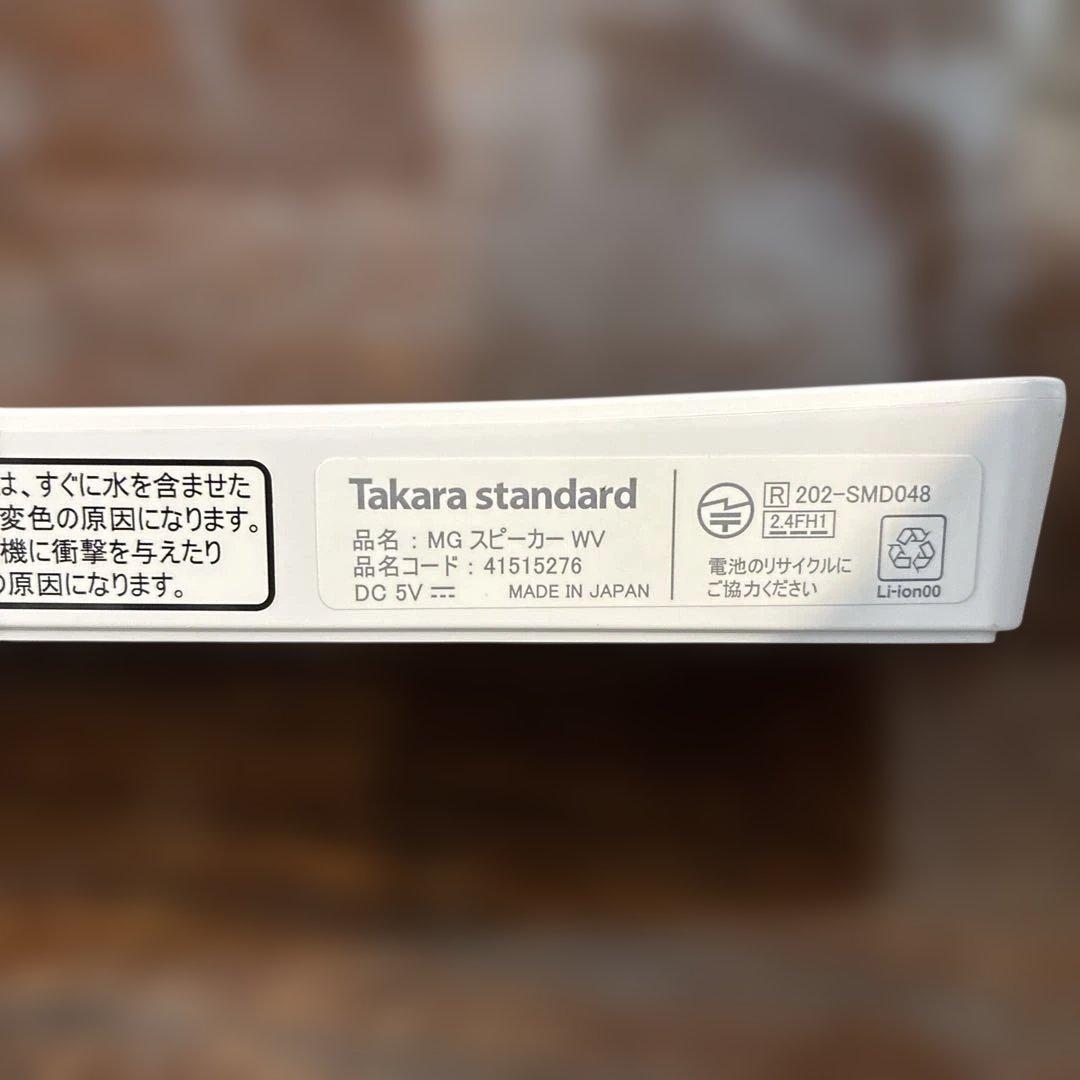 は、すぐに水を含ませた
変色の原因になります。
機に衝撃を与えたり
の原因になります。
Takara standard
品名：MG スピーカー WV
品名コード：41515276
DC 5V ⎓ MADE IN JAPAN
R 202-SMD048
2.4FH1
電池のリサイクルに
ご協力ください
Li-ion00